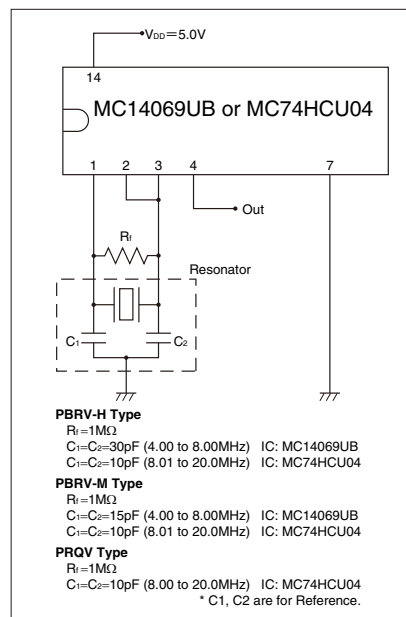 VDD=5.0V
14
MC14069UB or MC74HCU04
1 2 3 4 7
Out
Rf
Resonator
C1 C2
PBRV-H Type
Rf=1MΩ
C1=C2=30pF (4.00 to 8.00MHz) IC: MC14069UB
C1=C2=10pF (8.01 to 20.0MHz) IC: MC74HCU04
PBRV-M Type
Rf=1MΩ
C1=C2=15pF (4.00 to 8.00MHz) IC: MC14069UB
C1=C2=10pF (8.01 to 20.0MHz) IC: MC74HCU04
PRQV Type
Rf=1MΩ
C1=C2=10pF (8.00 to 20.0MHz) IC: MC74HCU04
* C1, C2 are for Reference.